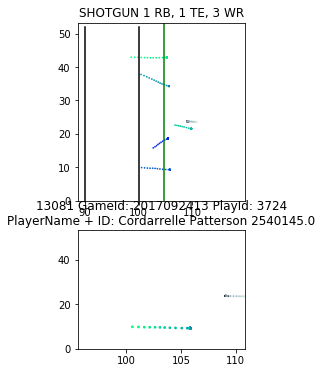 SHOTGUN 1 RB, 1 TE, 3 WR
50
40
30
20
10
0
90 100 110
13081 GameId: 2017092413 PlayId: 3724
PlayerName + ID: Cordarrelle Patterson 2540145.0
40
20
0
100 105 110